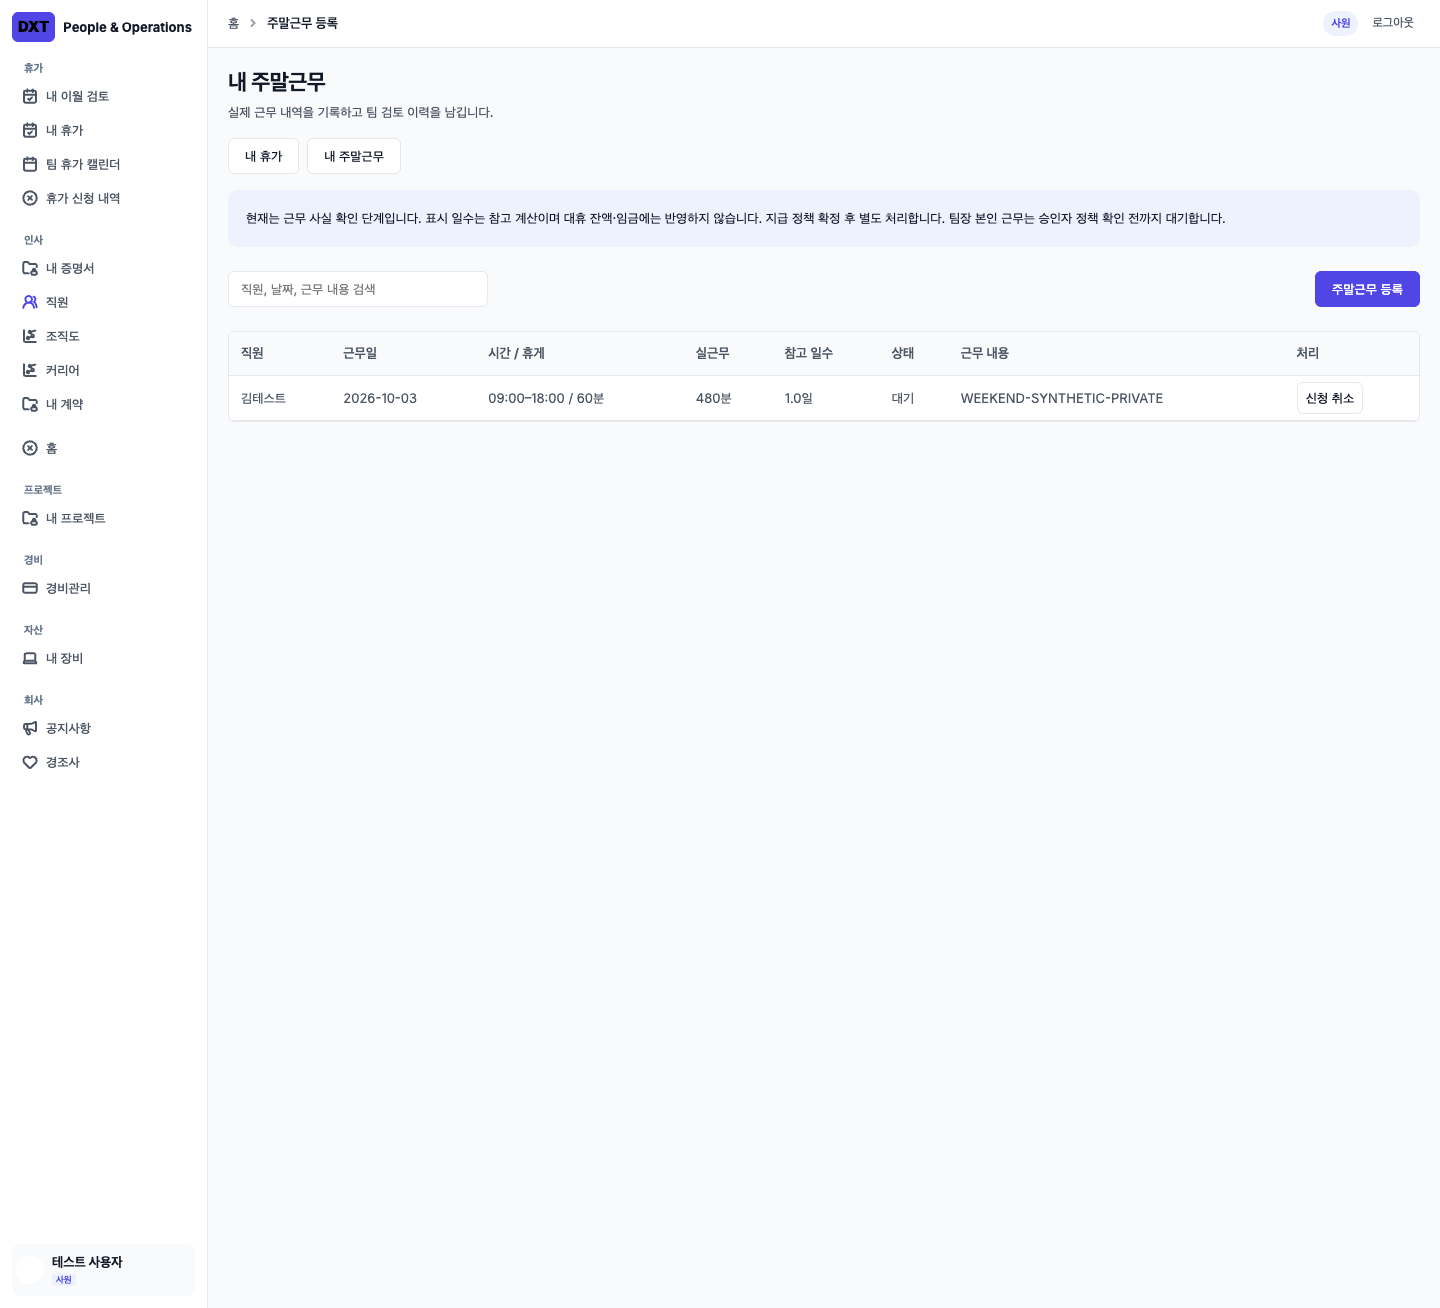 DXT People & Operations
휴가
내 이월 검토
내 휴가
팀 휴가 캘린더
휴가 신청 내역
인사
내 증명서
직원
조직도
커리어
내 계약
홈
프로젝트
내 프로젝트
경비
경비관리
자산
내 장비
회사
공지사항
경조사
테스트 사용자
사원
홈 > 주말근무 등록
사원 로그아웃
내 주말근무
실제 근무 내역을 기록하고 팀 검토 이력을 남깁니다.
내 휴가 내 주말근무
현재는 근무 사실 확인 단계입니다. 표시 일수는 참고 계산이며 대휴 잔액·임금에는 반영하지 않습니다. 지급 정책 확정 후 별도 처리합니다. 팀장 본인 근무는 승인자 정책 확인 전까지 대기합니다.
직원, 날짜, 근무 내용 검색
주말근무 등록
직원 근무일 시간 / 휴게 실근무 참고 일수 상태 근무 내용 처리
김테스트 2026-10-03 09:00–18:00 / 60분 480분 1.0일 대기 WEEKEND-SYNTHETIC-PRIVATE 신청 취소